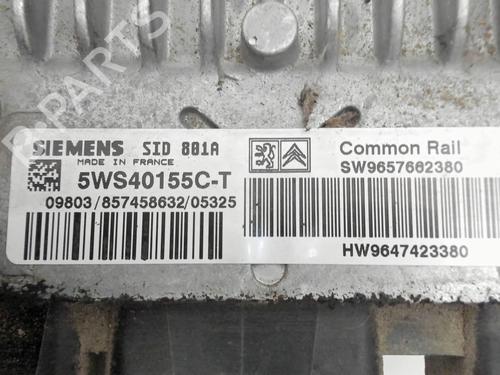 B-PARTS
SIEMENS SID 801A
MADE IN FRANCE
5WS40155C-T
09803/857458632/05325
Common Rail
SW9657662380
HW9647423380